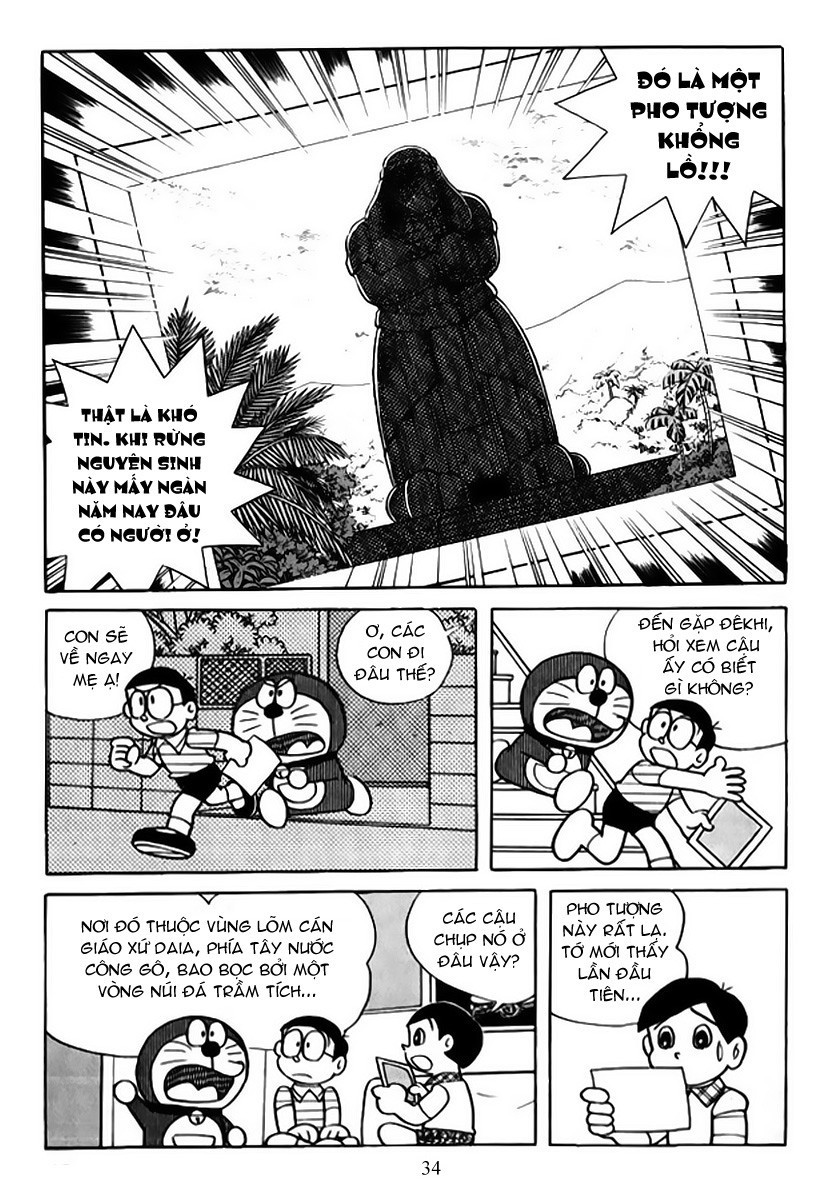 ĐÓ LÀ MỘT
PHO TƯỢNG
KHỔNG
LỒ!!!
THẬT LÀ KHÓ
TIN. KHI RỪNG
NGUYÊN SINH
NÀY MẤY NGÀN
NĂM NAY ĐÂU
CÓ NGƯỜI Ở!
ĐẾN GẶP ĐÊKHI,
HỎI XEM CẬU
ẤY CÓ BIẾT
GÌ KHÔNG?
Ơ, CÁC
CON ĐI
ĐÂU THẾ?
CON SẼ
VỀ NGAY
MẸ Ạ!
PHO TƯỢNG
NÀY RẤT LẠ.
TỚ MỚI THẤY
LẦN ĐẦU
TIÊN...
CÁC CẬU
CHỤP NÓ Ở
ĐÂU VẬY?
NƠI ĐÓ THUỘC VÙNG LÕM CÁN
GIÁO XỨ DAIA, PHÍA TÂY NƯỚC
CÔNG GÔ, BAO BỌC BỞI MỘT
VÒNG NÚI ĐÁ TRẦM TÍCH...
34